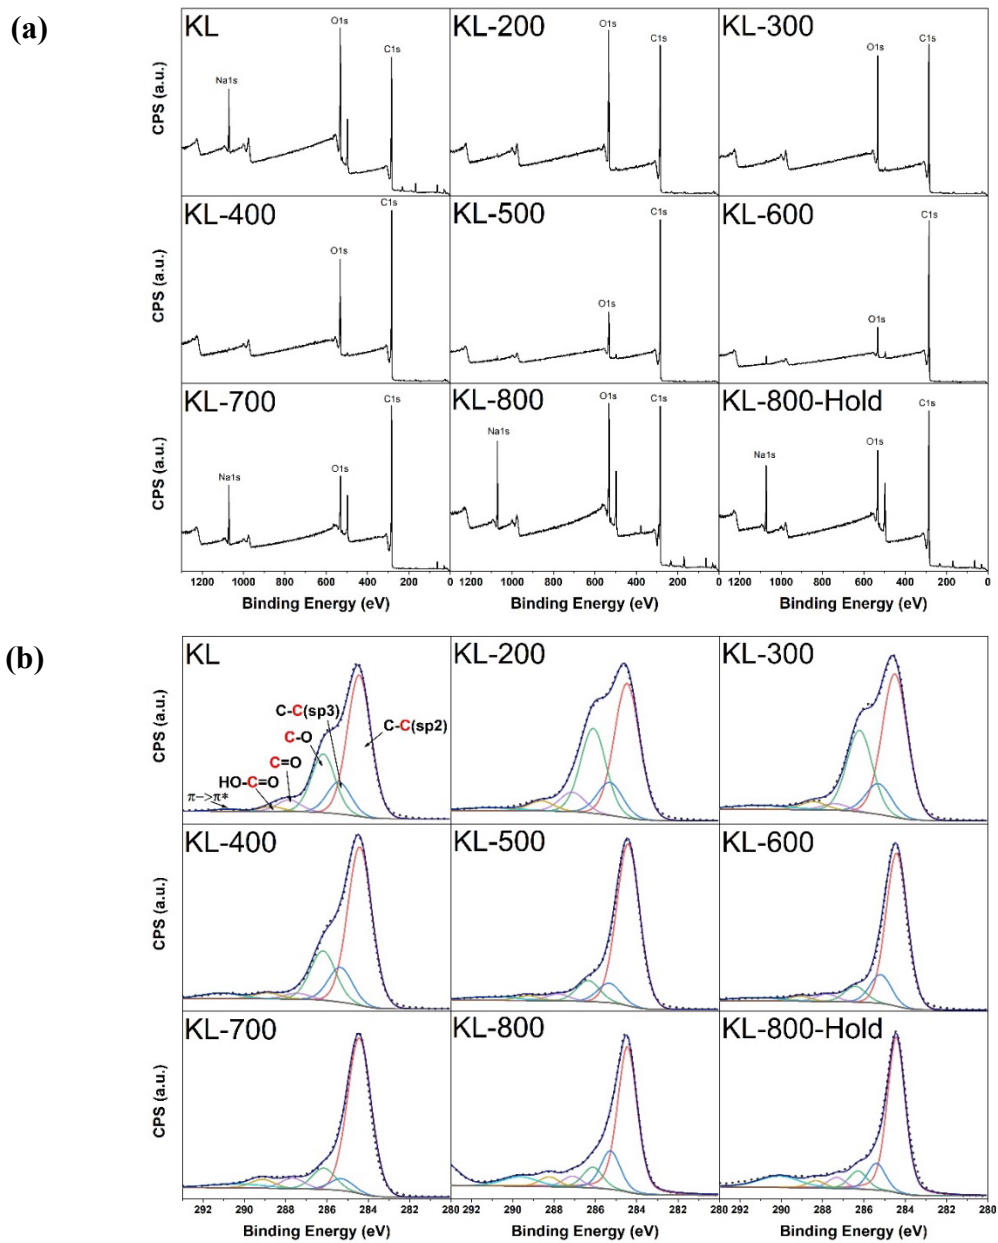 (a)
KL
KL-200
KL-300
CPS (a.u.)
Na1s
O1s
C1s
O1s
C1s
O1s
C1s
KL-400
KL-500
KL-600
CPS (a.u.)
O1s
C1s
O1s
C1s
O1s
C1s
KL-700
KL-800
KL-800-Hold
CPS (a.u.)
Na1s
O1s
C1s
Na1s
O1s
C1s
Na1s
O1s
C1s
1200 1000 800 600 400 200 0 1200 1000 800 600 400 200 0 1200 1000 800 600 400 200 0
Binding Energy (eV) Binding Energy (eV) Binding Energy (eV)
(b)
KL
KL-200
KL-300
CPS (a.u.)
C-C(sp3)
C-C(sp2)
C-O
C=O
HO-C=O
π->π*
KL-400
KL-500
KL-600
CPS (a.u.)
KL-700
KL-800
KL-800-Hold
CPS (a.u.)
292 290 288 286 284 282 280 292 290 288 286 284 282 280 292 290 288 286 284 282 280
Binding Energy (eV) Binding Energy (eV) Binding Energy (eV)